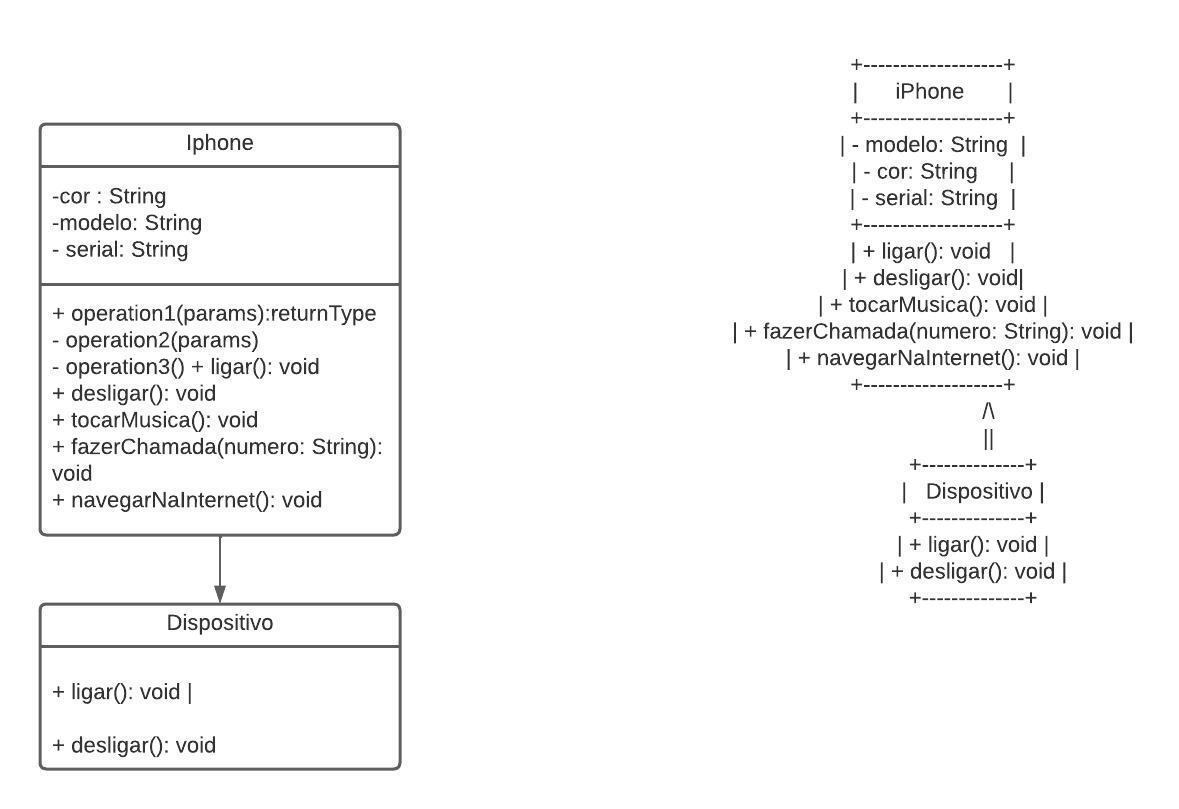 Iphone
-cor : String
-modelo: String
- serial: String
+ operation1(params):returnType
- operation2(params)
- operation3() + ligar(): void
+ desligar(): void
+ tocarMusica(): void
+ fazerChamada(numero: String):
void
+ navegarNaInternet(): void
Dispositivo
+ ligar(): void |
+ desligar(): void
+-------------------+
|      iPhone       |
+-------------------+
| - modelo: String  |
| - cor: String     |
| - serial: String  |
+-------------------+
| + ligar(): void   |
| + desligar(): void|
| + tocarMusica(): void |
| + fazerChamada(numero: String): void |
| + navegarNaInternet(): void |
+-------------------+
/\
||
+--------------+
|   Dispositivo |
+--------------+
| + ligar(): void |
| + desligar(): void |
+--------------+